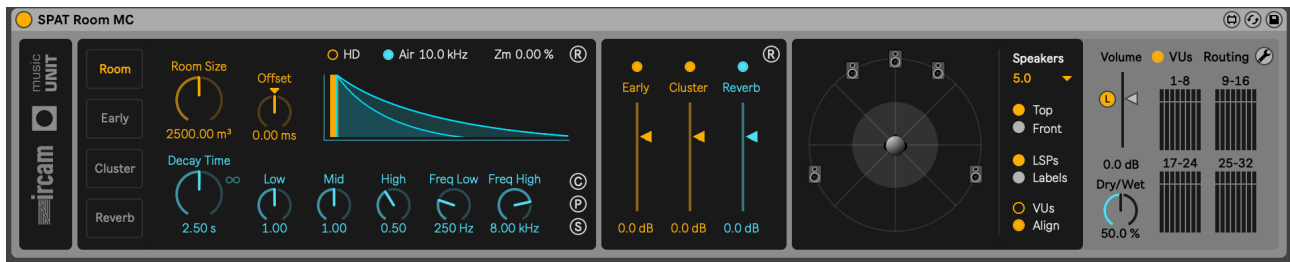 SPAT Room MC
music
UNIT
ircam
Room
Early
Cluster
Reverb
Room Size
2500.00 m³
Offset
0.00 ms
HD
Air 10.0 kHz
Zm 0.00 %
R
Decay Time
∞
2.50 s
Low
1.00
Mid
1.00
High
0.50
Freq Low
250 Hz
Freq High
8.00 kHz
C
P
S
R
Early
Cluster
Reverb
0.0 dB
0.0 dB
0.0 dB
Speakers
5.0
Top
Front
LSPs
Labels
VUs
Align
Volume
L
0.0 dB
Dry/Wet
50.0 %
VUs
Routing
1-8
9-16
17-24
25-32